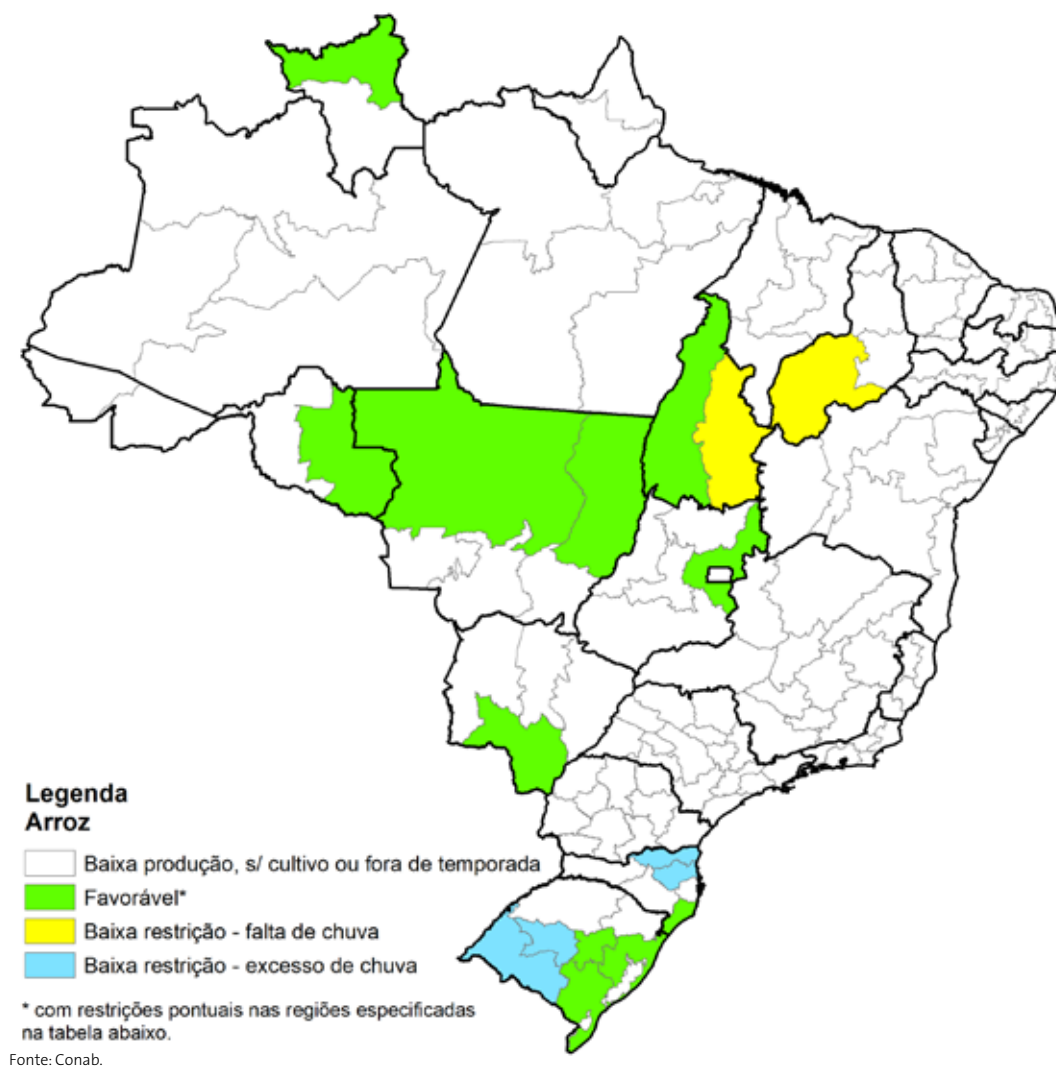 Legenda
Arroz
Baixa produção, s/ cultivo ou fora de temporada
Favorável*
Baixa restrição - falta de chuva
Baixa restrição - excesso de chuva
* com restrições pontuais nas regiões especificadas
na tabela abaixo.
Fonte: Conab.